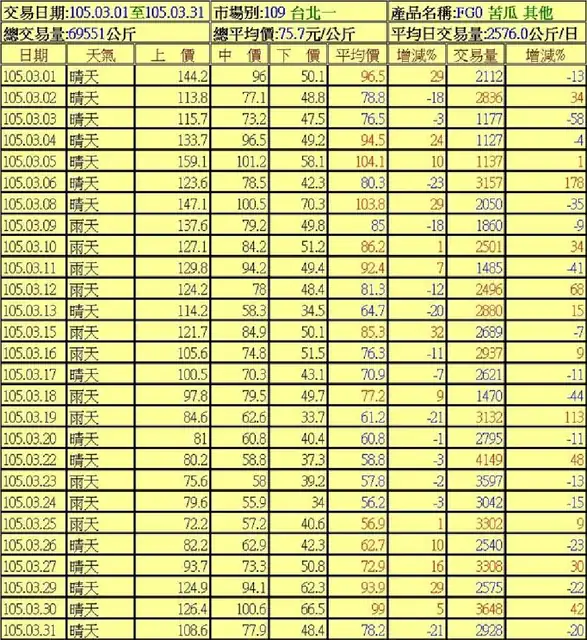 交易日期:105.03.01至105.03.31 市場別:109 台北一 產品名稱:FG0 苦瓜 其他
總交易量:69551公斤 總平均價:75.7元/公斤 平均日交易量:2576.0公斤/日
日期 天氣 上 價 中 價 下 價 平均價 增減% 交易量 增減%
105.03.01 晴天 144.2 96 50.1 96.5 29 2112 -13
105.03.02 晴天 113.8 77.1 48.8 78.8 -18 2836 34
105.03.03 晴天 115.7 73.2 47.5 76.5 -3 1177 -58
105.03.04 晴天 133.7 96.5 49.2 94.5 24 1127 -4
105.03.05 晴天 159.1 101.2 58.1 104.1 10 1137 1
105.03.06 晴天 123.6 78.5 42.3 80.3 -23 3157 178
105.03.08 晴天 147.1 100.5 70.3 103.8 29 2050 -35
105.03.09 雨天 137.6 79.2 49.8 85 -18 1860 -9
105.03.10 雨天 127.1 84.2 51.2 86.2 1 2501 34
105.03.11 雨天 129.8 94.2 49.4 92.4 7 1485 -41
105.03.12 雨天 124.2 78 48.4 81.3 -12 2496 68
105.03.13 晴天 114.2 58.3 34.5 64.7 -20 2880 15
105.03.15 雨天 121.7 84.9 50.1 85.3 32 2689 -7
105.03.16 雨天 105.6 74.8 51.5 76.3 -11 2937 9
105.03.17 晴天 100.5 70.3 43.1 70.9 -7 2621 -11
105.03.18 雨天 97.8 79.5 49.7 77.2 9 1470 -44
105.03.19 雨天 84.6 62.6 33.7 61.2 -21 3132 113
105.03.20 晴天 81 60.8 40.4 60.8 -1 2795 -11
105.03.22 晴天 80.2 58.8 37.3 58.8 -3 4149 48
105.03.23 雨天 75.6 58 39.2 57.8 -2 3597 -13
105.03.24 雨天 79.6 55.9 34 56.2 -3 3042 -15
105.03.25 雨天 72.2 57.2 40.6 56.9 1 3302 9
105.03.26 晴天 82.2 62.9 42.3 62.7 10 2540 -23
105.03.27 晴天 93.7 73.3 50.8 72.9 16 3308 30
105.03.29 晴天 124.9 94.1 62.3 93.9 29 2575 -22
105.03.30 晴天 126.4 100.6 66.5 99 5 3648 42
105.03.31 晴天 108.6 77.9 48.4 78.2 -21 2928 -20